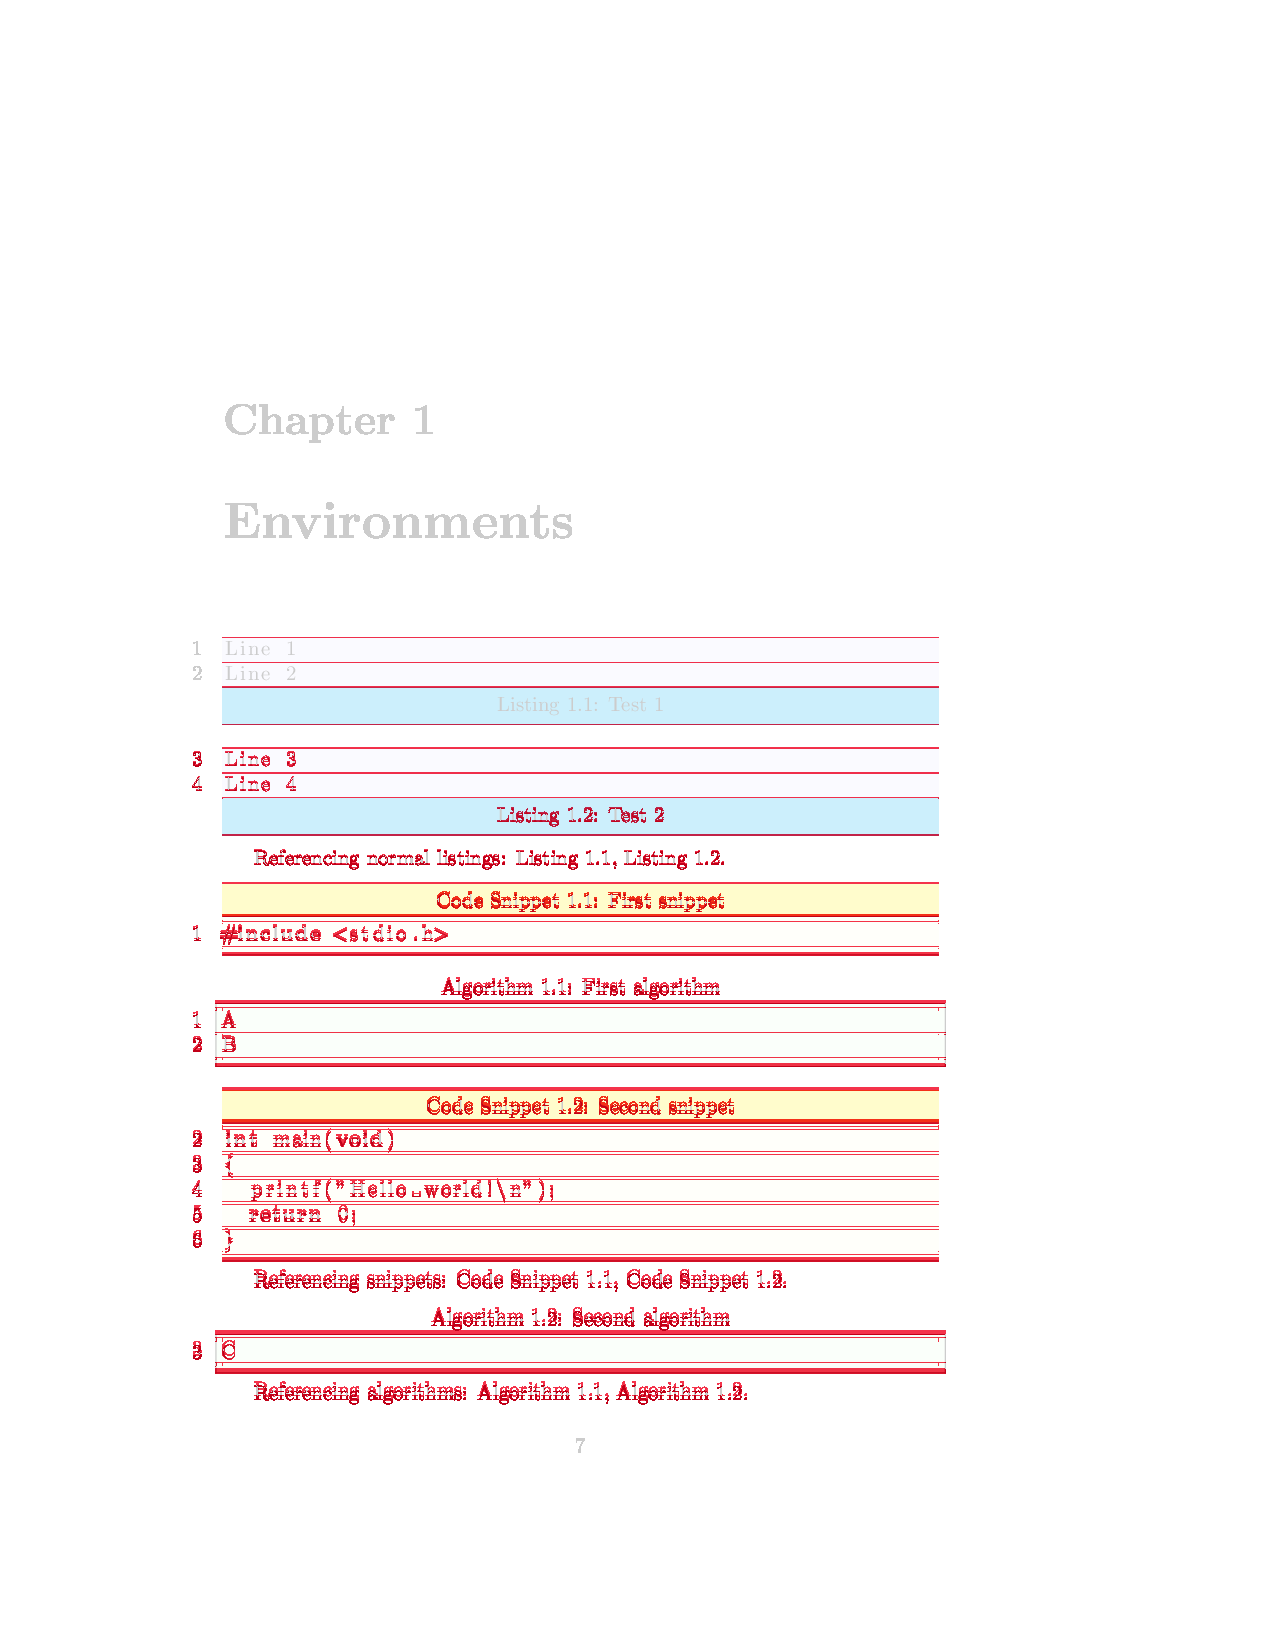 Chapter 1
Environments
1 Line 1
2 Line 2
Listing 1.1: Test 1
3 Line 3
4 Line 4
Listing 1.2: Test 2
Referencing normal listings: Listing 1.1, Listing 1.2.
Code Snippet 1.1: First snippet
1 #include <stdio.h>
Algorithm 1.1: First algorithm
1 A
2 B
Code Snippet 1.2: Second snippet
2 int main(void)
3 {
4 printf("Hello␣world!\n");
5 return 0;
6 }
Referencing snippets: Code Snippet 1.1, Code Snippet 1.2.
Algorithm 1.2: Second algorithm
3 C
Referencing algorithms: Algorithm 1.1, Algorithm 1.2.
7